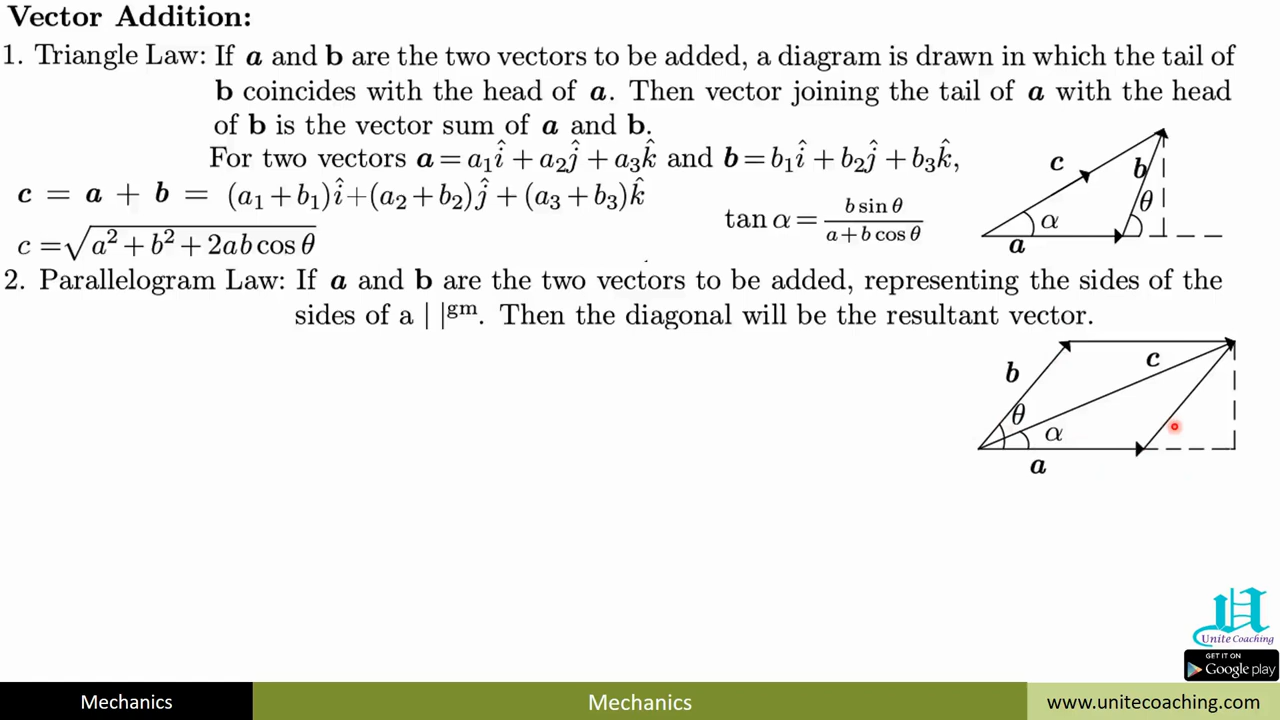 Vector Addition:
1. Triangle Law: If a and b are the two vectors to be added, a diagram is drawn in which the tail of
b coincides with the head of a. Then vector joining the tail of a with the head
of b is the vector sum of a and b.
For two vectors a = a₁î + a₂ĵ + a₃k̂ and b = b₁î + b₂ĵ + b₃k̂,
c = a + b = (a₁ + b₁)î + (a₂ + b₂)ĵ + (a₃ + b₃)k̂
tan α = b sin θ / a + b cos θ
c = √a² + b² + 2ab cos θ
c
b
θ
α
a
2. Parallelogram Law: If a and b are the two vectors to be added, representing the sides of the
sides of a | |gm. Then the diagonal will be the resultant vector.
c
b
θ
α
a
Unite Coaching
GET IT ON
Google play
Mechanics
Mechanics
www.unitecoaching.com